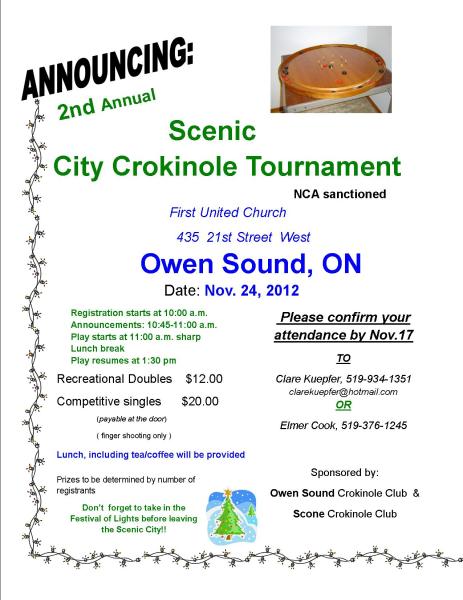 ANNOUNCING:
2nd Annual
Scenic
City Crokinole Tournament
NCA sanctioned
First United Church
435 21st Street West
Owen Sound, ON
Date: Nov. 24, 2012
Registration starts at 10:00 a.m.
Announcements: 10:45-11:00 a.m.
Play starts at 11:00 a.m. sharp
Lunch break
Play resumes at 1:30 pm
Recreational Doubles $12.00
Competitive singles $20.00
(payable at the door)
( finger shooting only )
Lunch, including tea/coffee will be provided
Prizes to be determined by number of
registrants
Don't forget to take in the
Festival of Lights before leaving
the Scenic City!!
Please confirm your
attendance by Nov.17
TO
Clare Kuepfer, 519-934-1351
clarekuepfer@hotmail.com
OR
Elmer Cook, 519-376-1245
Sponsored by:
Owen Sound Crokinole Club &
Scone Crokinole Club